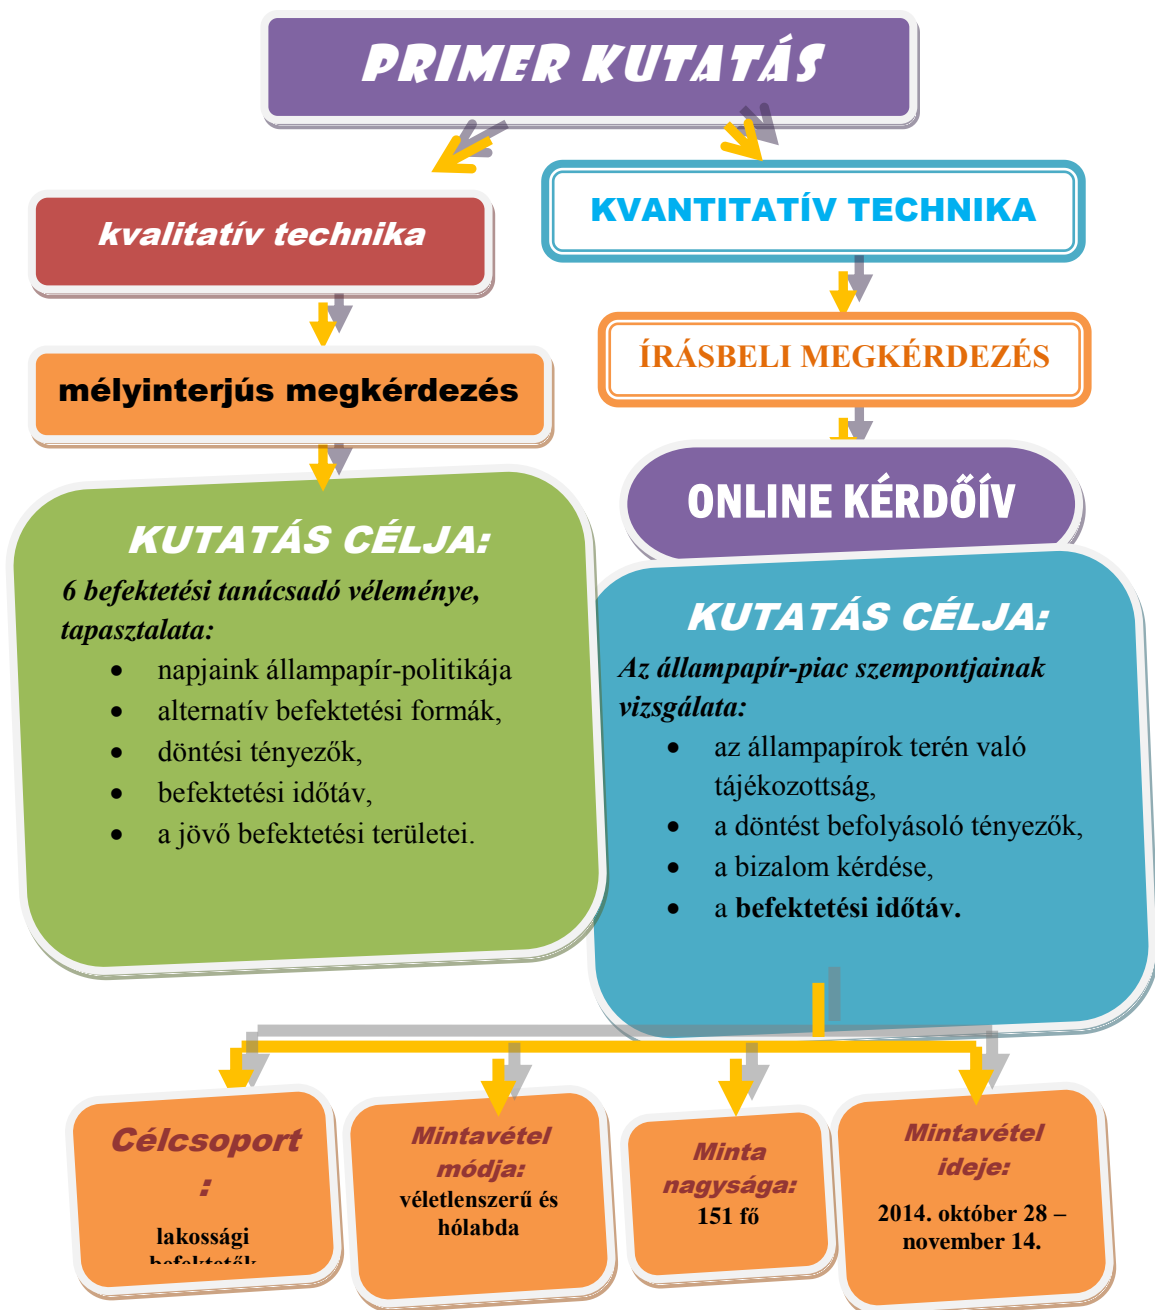 PRIMER KUTATÁS
kvalitatív technika
mélyinterjús megkérdezés
KUTATÁS CÉLJA:
6 befektetési tanácsadó véleménye,
tapasztalata:
• napjaink állampapír-politikája
• alternatív befektetési formák,
• döntési tényezők,
• befektetési időtáv,
• a jövő befektetési területei.
KVANTITATÍV TECHNIKA
ÍRÁSBELI MEGKÉRDEZÉS
ONLINE KÉRDŐÍV
KUTATÁS CÉLJA:
Az állampapír-piac szempontjainak
vizsgálata:
• az állampapírok terén való
tájékozottság,
• a döntést befolyásoló tényezők,
• a bizalom kérdése,
• a befektetési időtáv.
Célcsoport
:
lakossági
befektetők
Mintavétel
módja:
véletlenszerű és
hólabda
Minta
nagysága:
151 fő
Mintavétel
ideje:
2014. október 28 –
november 14.